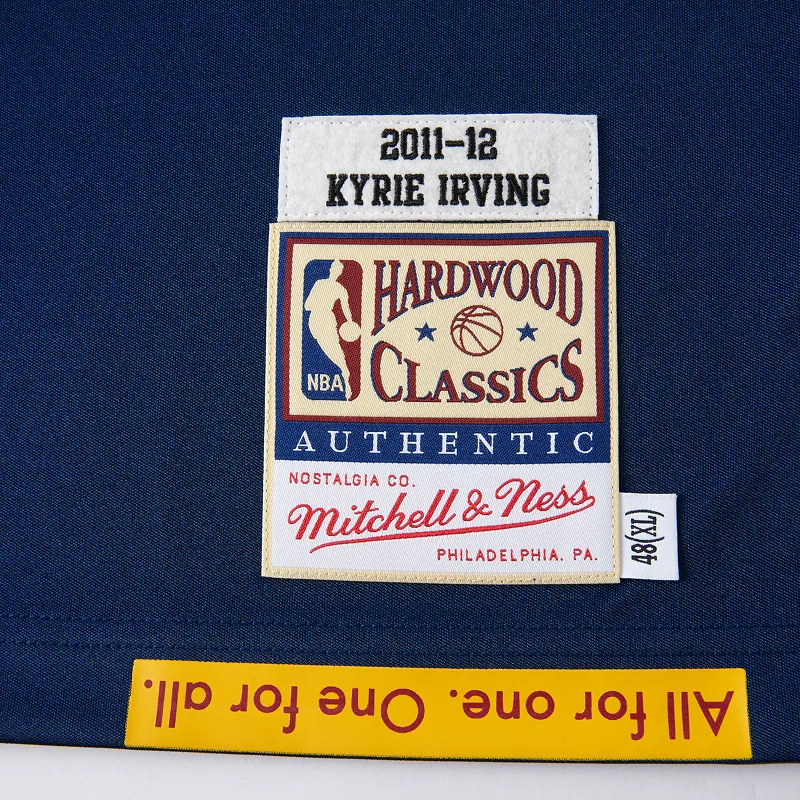 2011-12
KYRIE IRVING
NBA
HARDWOOD
CLASSICS
AUTHENTIC
NOSTALGIA CO.
Mitchell & Ness
PHILADELPHIA. PA.
48(XL)
All for one. One for all.